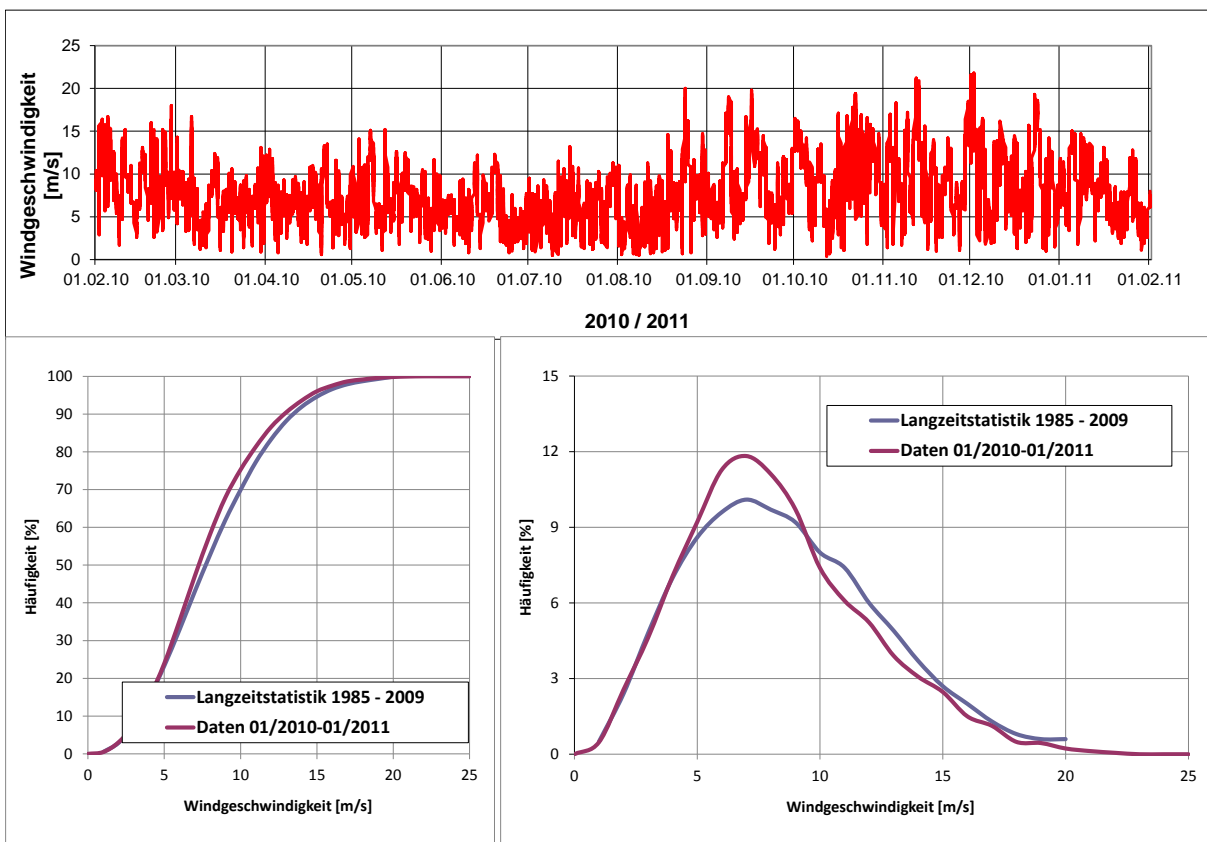 Windgeschwindigkeit
[m/s]
25
20
15
10
5
0
01.02.10 01.03.10 01.04.10 01.05.10 01.06.10 01.07.10 01.08.10 01.09.10 01.10.10 01.11.10 01.12.10 01.01.11 01.02.11
2010 / 2011
Häufigkeit [%]
100
90
80
70
60
50
40
30
20
10
0
Langzeitstatistik 1985 - 2009
Daten 01/2010-01/2011
0 5 10 15 20 25
Windgeschwindigkeit [m/s]
Häufigkeit [%]
15
12
9
6
3
0
Langzeitstatistik 1985 - 2009
Daten 01/2010-01/2011
0 5 10 15 20 25
Windgeschwindigkeit [m/s]